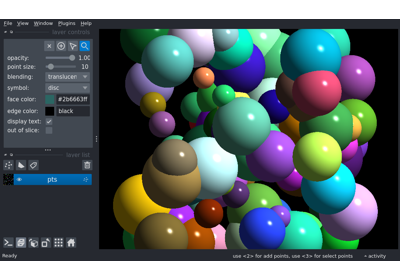 File View Window Plugins Help
layer controls
opacity: 1.00
point size: 10
blending: translucen
symbol: disc
face color: #2b6663ff
edge color: black
display text:
out of slice:
layer list
pts
Ready use <2> for add points, use <3> for select points activity